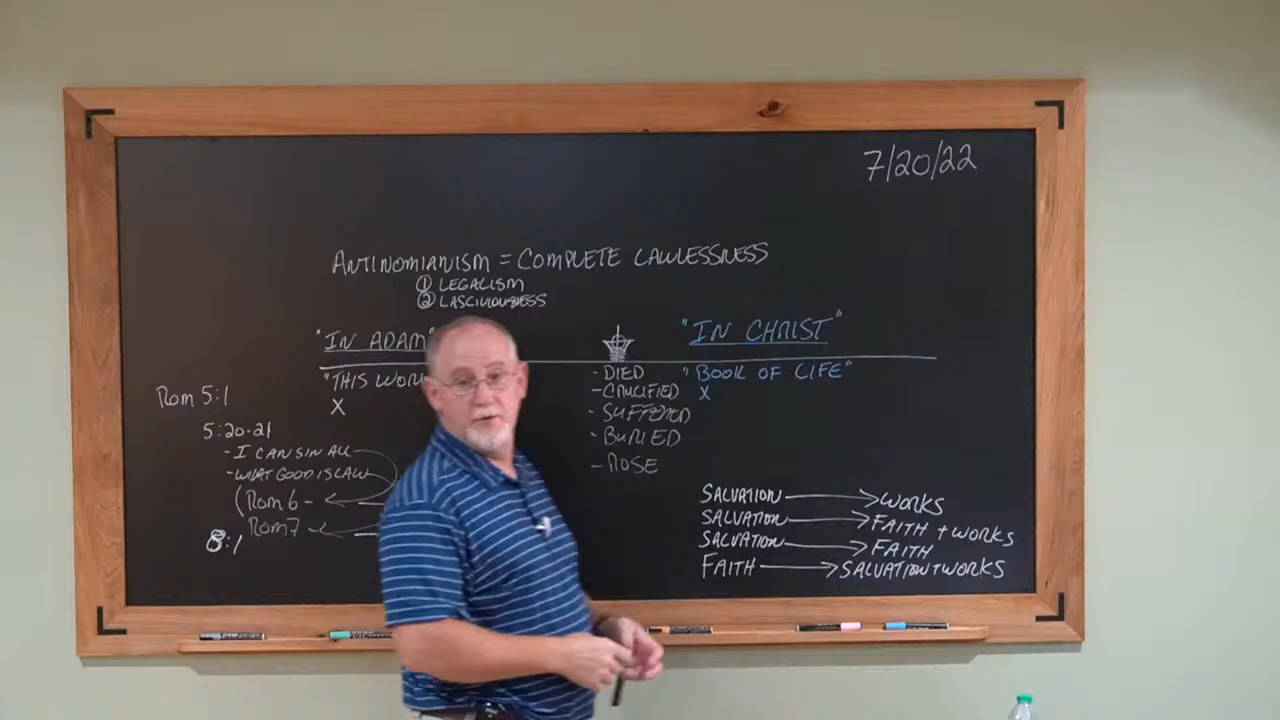 7/20/22
ANTINOMIANISM = COMPLETE LAWLESSNESS
① LEGALISM
② LASCIVIOUSNESS
"IN ADAM"
"IN CHRIST"
"THIS WOR
X
- DIED
- CRUCIFIED
- SUFFERED
- BURIED
- ROSE
"BOOK OF LIFE"
X
Rom 5:1
5:20-21
- I CAN SIN ALL
- WHAT GOOD IS LAW
(Rom 6 -
Rom 7 -
8:1
SALVATION → WORKS
SALVATION → FAITH + WORKS
SALVATION → FAITH
FAITH → SALVATION + WORKS